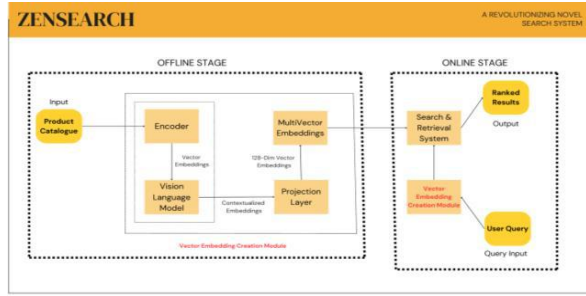 ZENSEARCH
A REVOLUTIONIZING NOVEL
SEARCH SYSTEM
OFFLINE STAGE
Input
Product
Catalogue
Encoder
Vector
Embeddings
Vision
Language
Model
Contextualized
Embeddings
Projection
Layer
128-Dim Vector
Embeddings
MultiVector
Embeddings
Vector Embedding Creation Module
ONLINE STAGE
Search &
Retrieval
System
Ranked
Results
Output
Vector
Embedding
Creation Module
User Query
Query Input